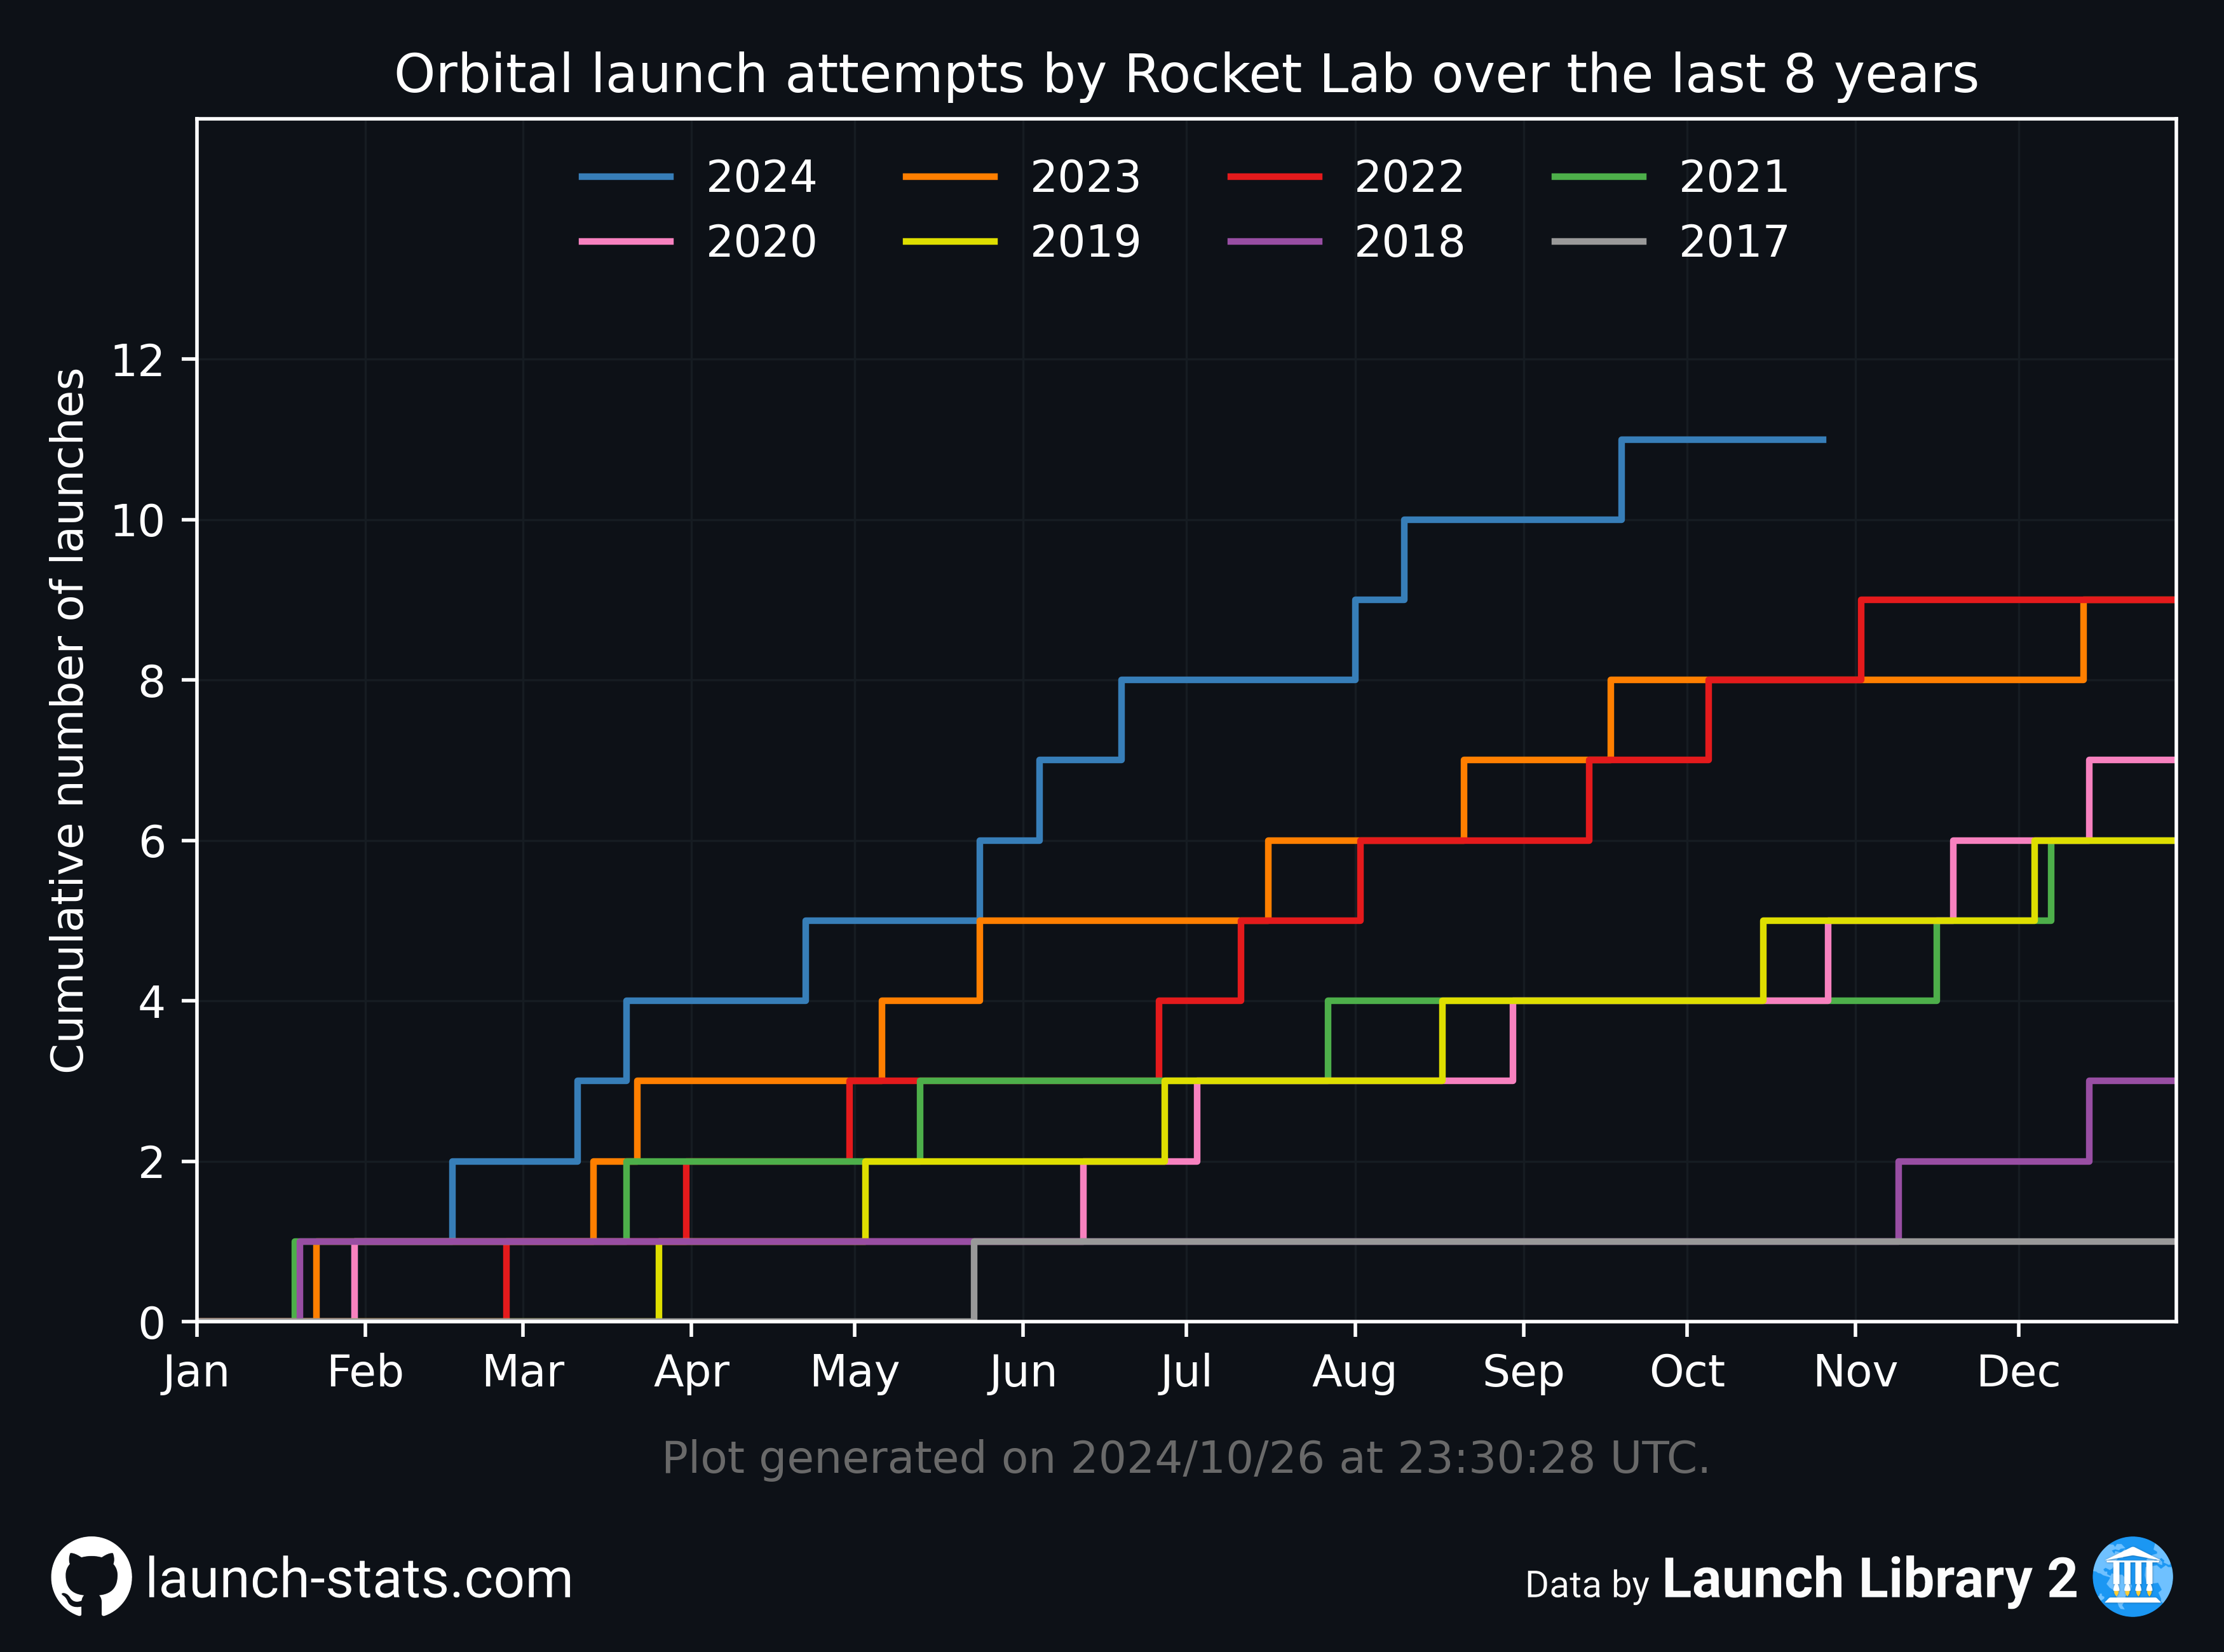 Orbital launch attempts by Rocket Lab over the last 8 years
2024 2023 2022 2021
2020 2019 2018 2017
Cumulative number of launches
12
10
8
6
4
2
0
Jan Feb Mar Apr May Jun Jul Aug Sep Oct Nov Dec
Plot generated on 2024/10/26 at 23:30:28 UTC.
launch-stats.com
Data by Launch Library 2